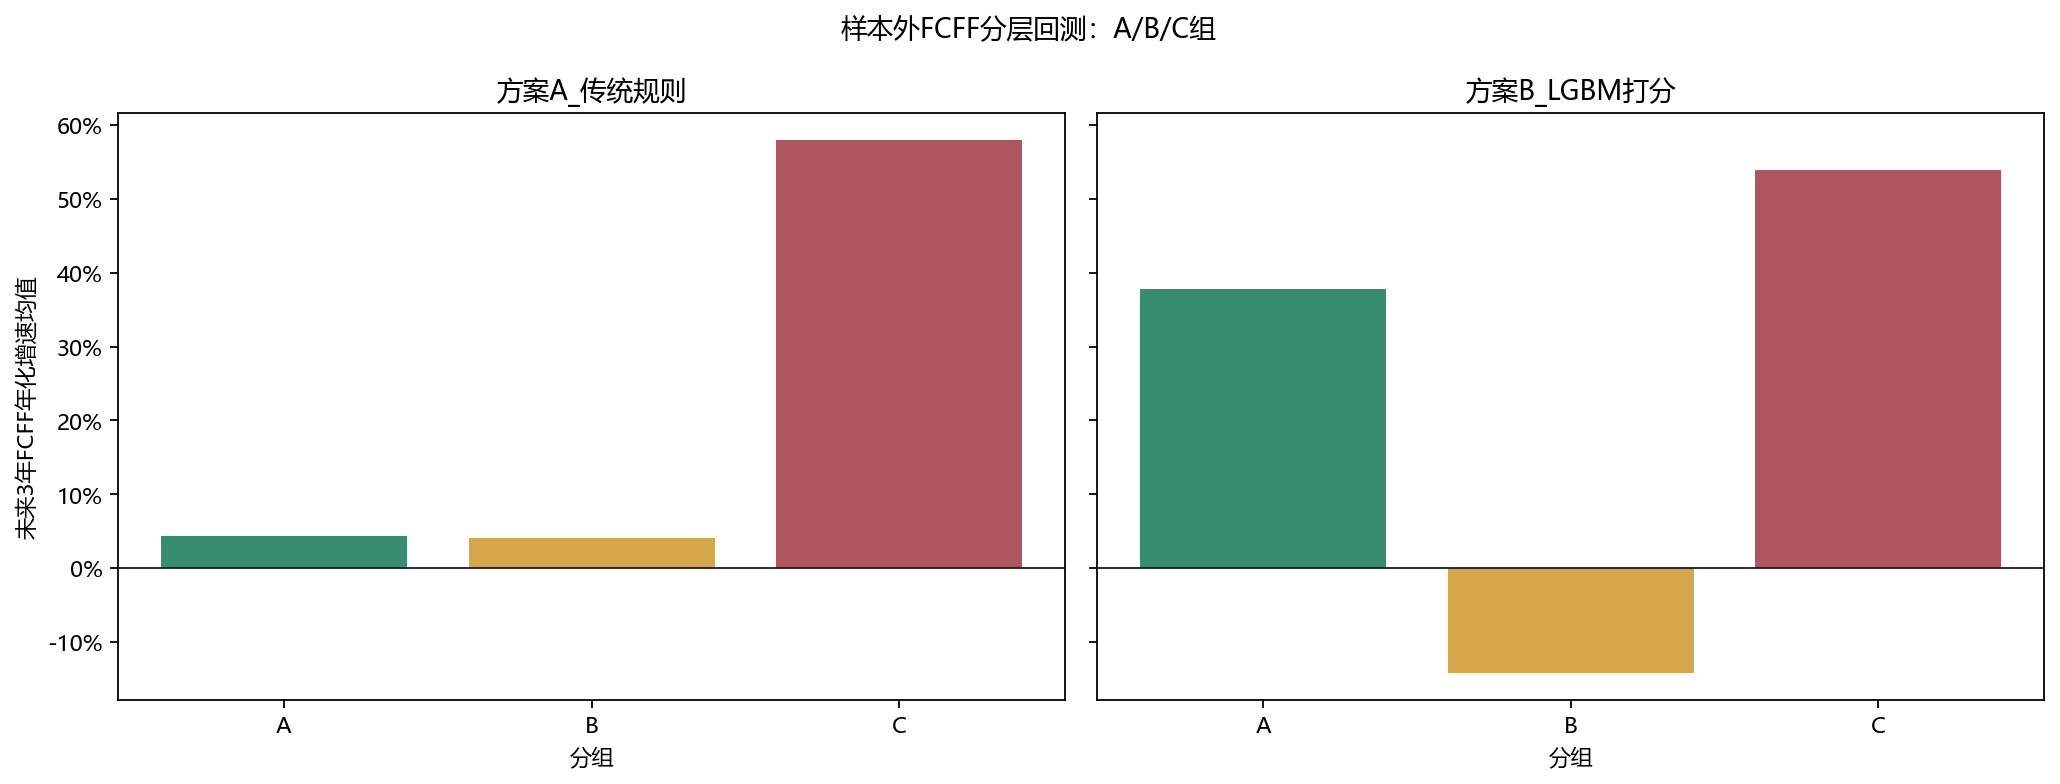 样本外FCFF分层回测：A/B/C组
方案A_传统规则
方案B_LGBM打分
60%
50%
40%
30%
20%
10%
0%
-10%
未来3年FCFF年化增速均值
A
B
C
分组
A
B
C
分组